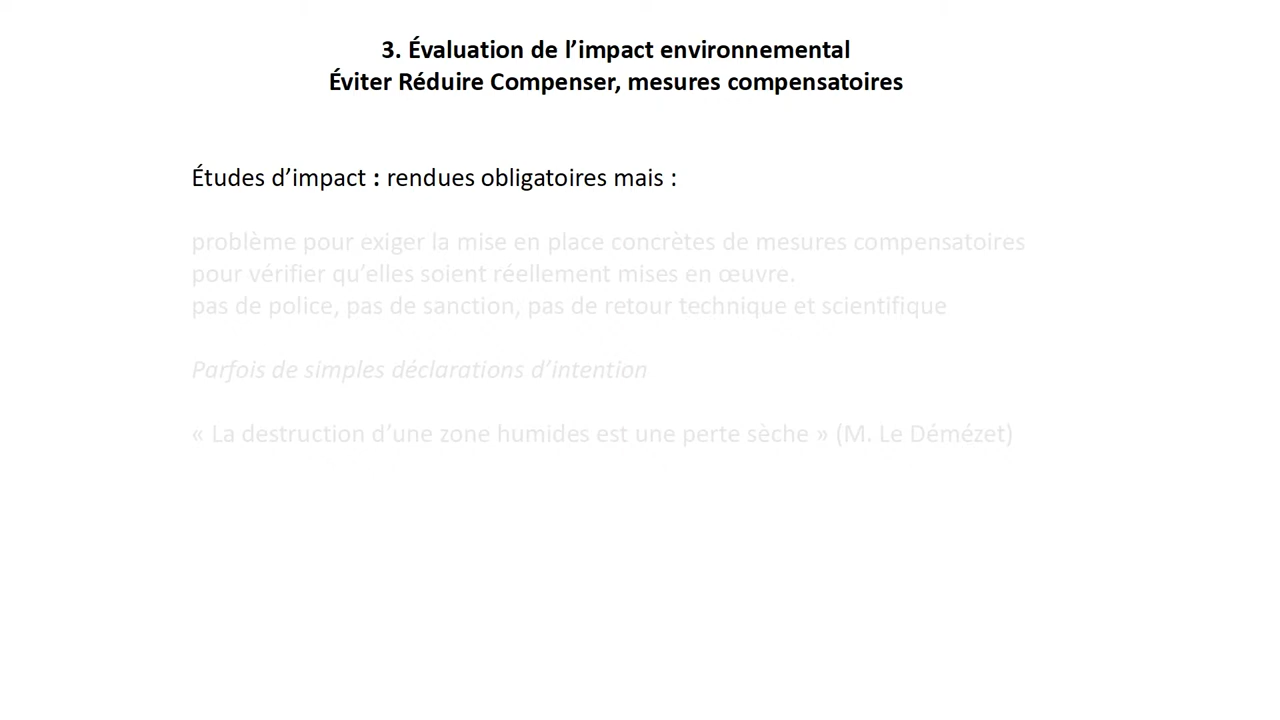 3. Évaluation de l’impact environnemental
Éviter Réduire Compenser, mesures compensatoires
Études d’impact : rendues obligatoires mais :
problème pour exiger la mise en place concrètes de mesures compensatoires
pour vérifier qu’elles soient réellement mises en œuvre.
pas de police, pas de sanction, pas de retour technique et scientifique
Parfois de simples déclarations d’intention
« La destruction d’une zone humides est une perte sèche » (M. Le Démézet)